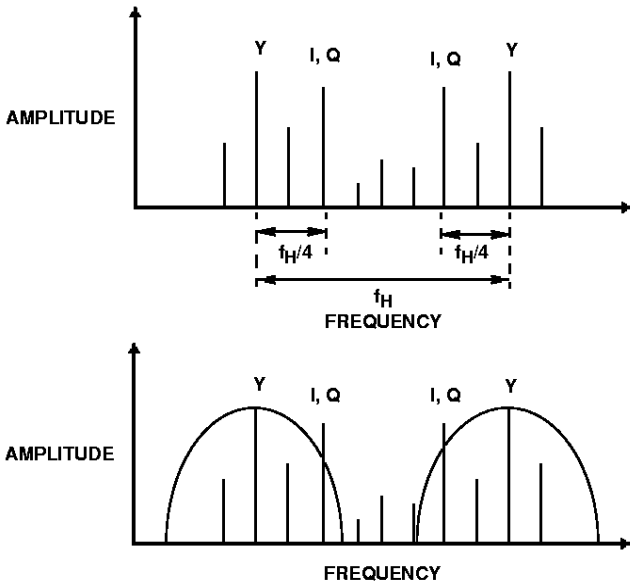 Y
I, Q
I, Q
Y
AMPLITUDE
fH/4
fH/4
fH
FREQUENCY
Y
I, Q
I, Q
Y
AMPLITUDE
FREQUENCY